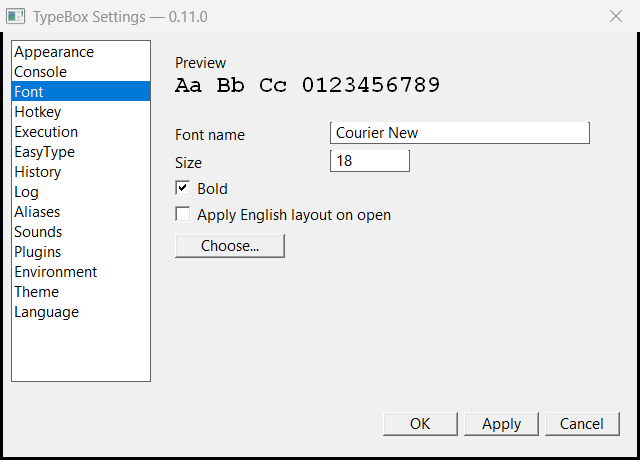 TypeBox Settings — 0.11.0
Appearance
Console
Font
Hotkey
Execution
EasyType
History
Log
Aliases
Sounds
Plugins
Environment
Theme
Language
Preview
Aa Bb Cc 0123456789
Font name
Courier New
Size
18
Bold
Apply English layout on open
Choose...
OK
Apply
Cancel